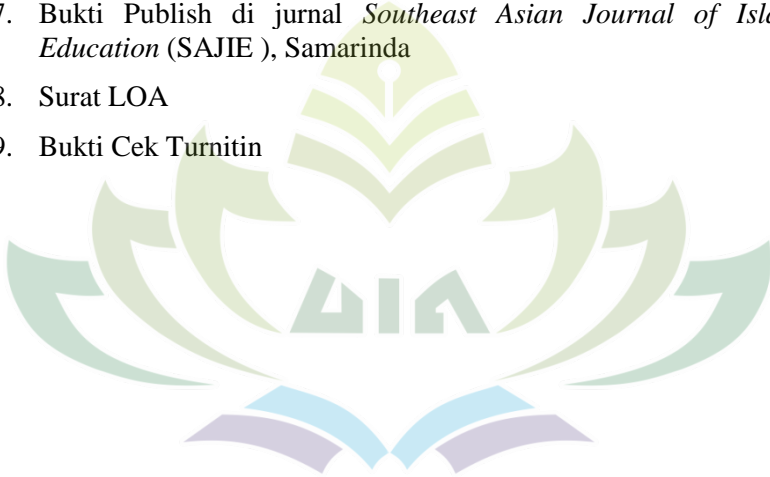 7. Bukti Publish di jurnal Southeast Asian Journal of Isla
Education (SAJIE ), Samarinda
8. Surat LOA
9. Bukti Cek Turnitin
UIN